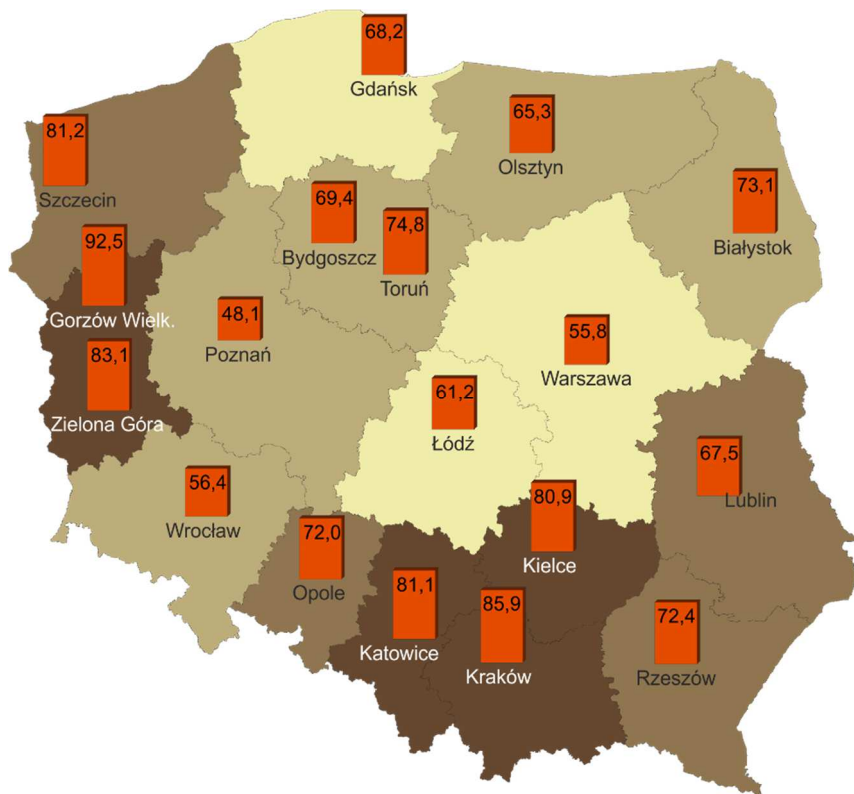 68,2
Gdańsk
65,3
Olsztyn
81,2
Szczecin
73,1
Białystok
69,4
Bydgoszcz
74,8
Toruń
92,5
Gorzów Wielk.
48,1
Poznań
55,8
Warszawa
83,1
Zielona Góra
61,2
Łódź
67,5
Lublin
56,4
Wrocław
80,9
Kielce
72,0
Opole
81,1
Katowice
85,9
Kraków
72,4
Rzeszów